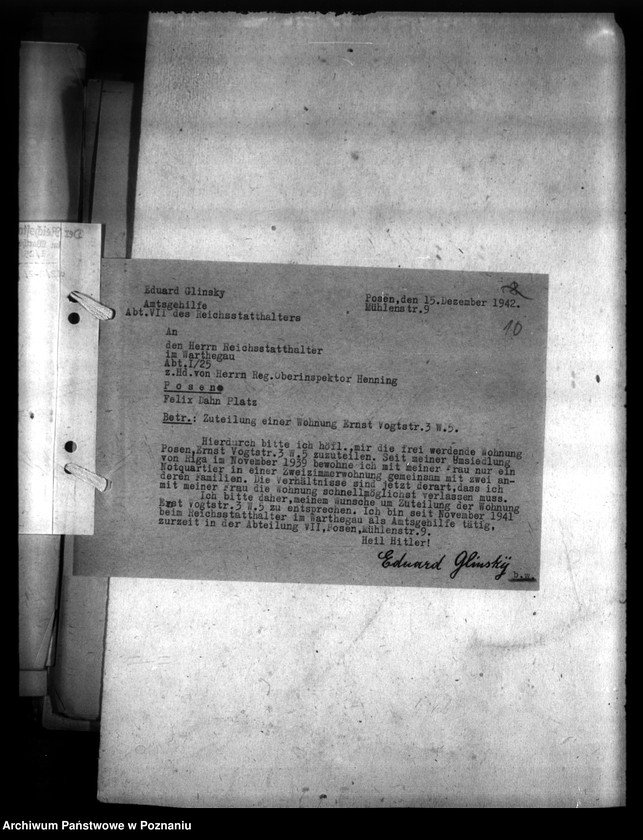 Eduard Glinsky
Amtsgehilfe
Abt.VII des Reichsstatthalters
Posen,den 15.Dezember 1942.
Mühlenstr.9
10
An
den Herrn Reichsstatthalter
im Warthegau
Abt.I/25
z.Hd.von Herrn Reg.Oberinspektor Henning
P o s e n
Felix Dahn Platz
Betr.: Zuteilung einer Wohnung Ernst Vogtstr.3 W.5.
Hierdurch bitte ich höfl.,mir die frei werdende Wohnung
Posen,Ernst Vogtstr.3 W.5 zuzuteilen. Seit meiner Umsiedlung
von Riga im November 1939 bewohne ich mit meiner Frau nur ein
Notquartier in einer Zweizimmerwohnung gemeinsam mit zwei an-
deren Familien. Die Verhältnisse sind jetzt derart,dass ich
mit meiner Frau die Wohnung schnellmöglichst verlassen muss.
Ich bitte daher,meinem Wunsche um Zuteilung der Wohnung
Ernst Vogtstr.3 W.5 zu entsprechen. Ich bin seit November 1941
beim Reichsstatthalter im Warthegau als Amtsgehilfe tätig,
zurzeit in der Abteilung VII,Posen,Mühlenstr.9.
Heil Hitler!
Eduard Glinskÿ
b.w.
Archiwum Państwowe w Poznaniu